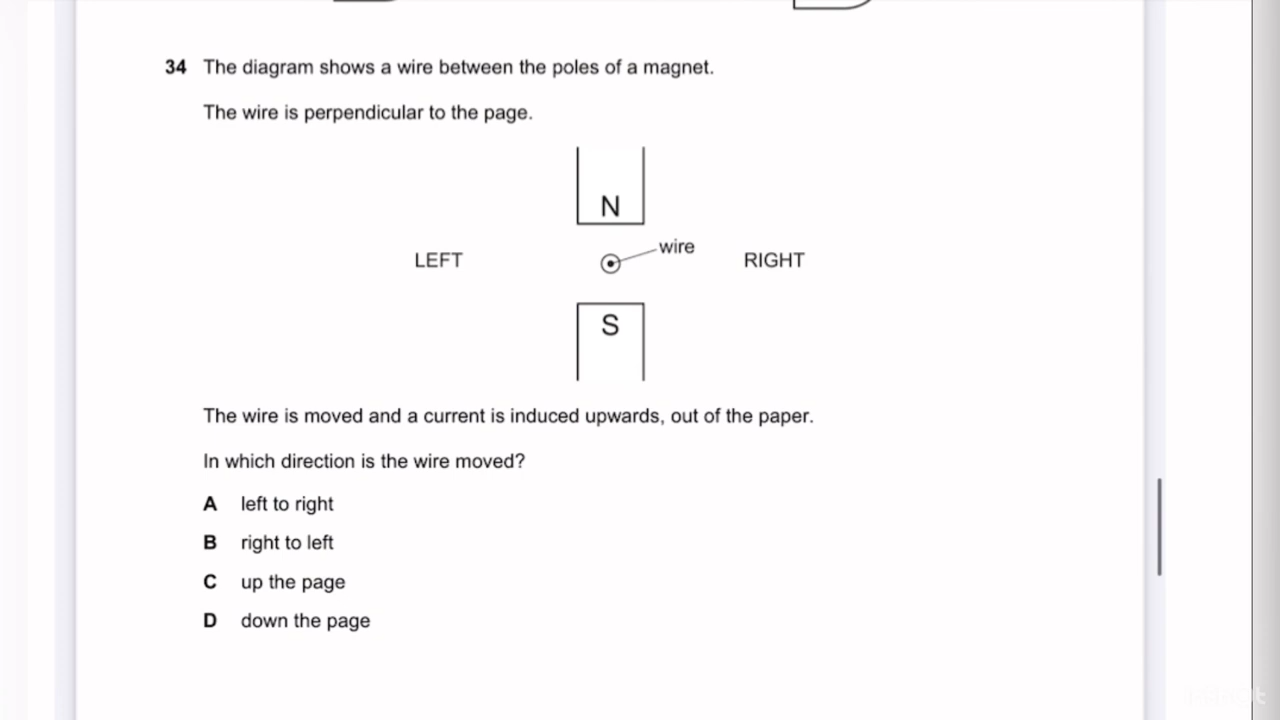 34 The diagram shows a wire between the poles of a magnet.
The wire is perpendicular to the page.
N
wire
LEFT
RIGHT
S
The wire is moved and a current is induced upwards, out of the paper.
In which direction is the wire moved?
A left to right
B right to left
C up the page
D down the page